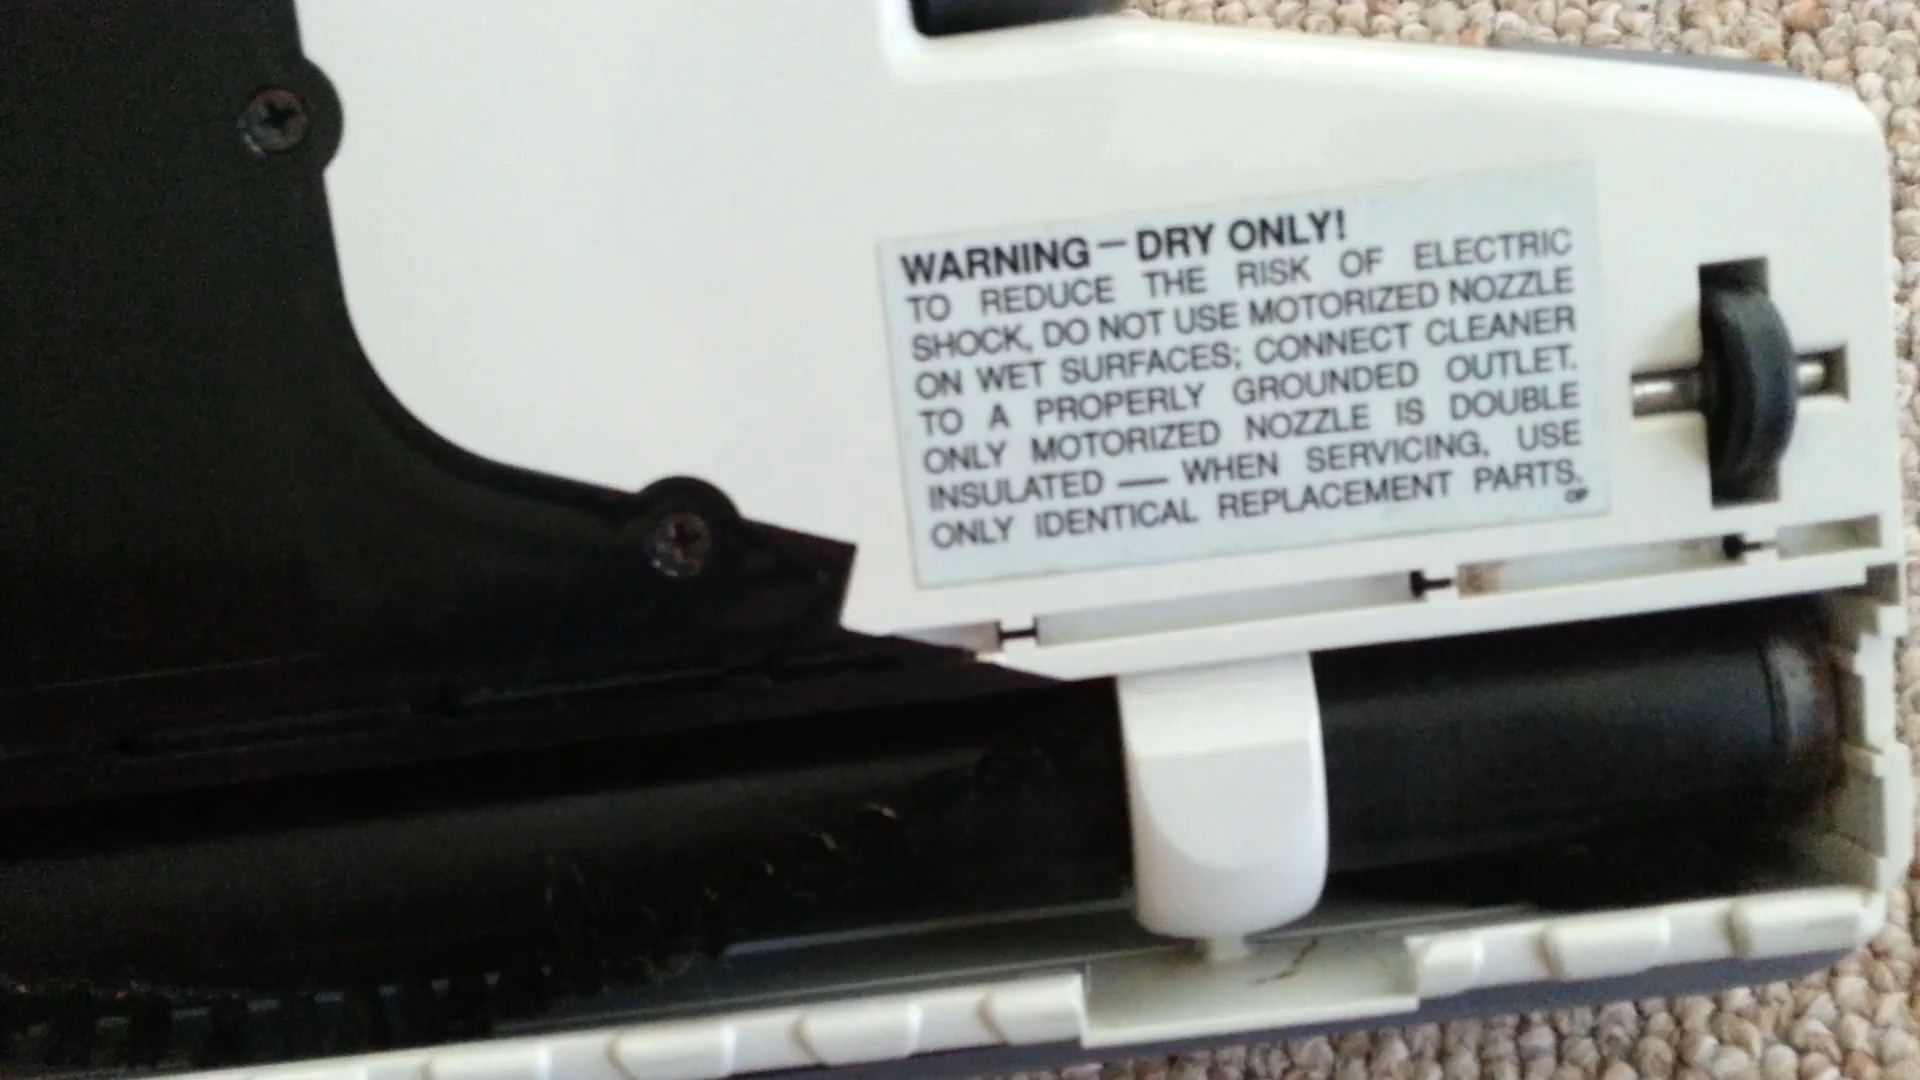 WARNING — DRY ONLY!
TO REDUCE THE RISK OF ELECTRIC
SHOCK, DO NOT USE MOTORIZED NOZZLE
ON WET SURFACES; CONNECT CLEANER
TO A PROPERLY GROUNDED OUTLET.
ONLY MOTORIZED NOZZLE IS DOUBLE
INSULATED — WHEN SERVICING, USE
ONLY IDENTICAL REPLACEMENT PARTS.